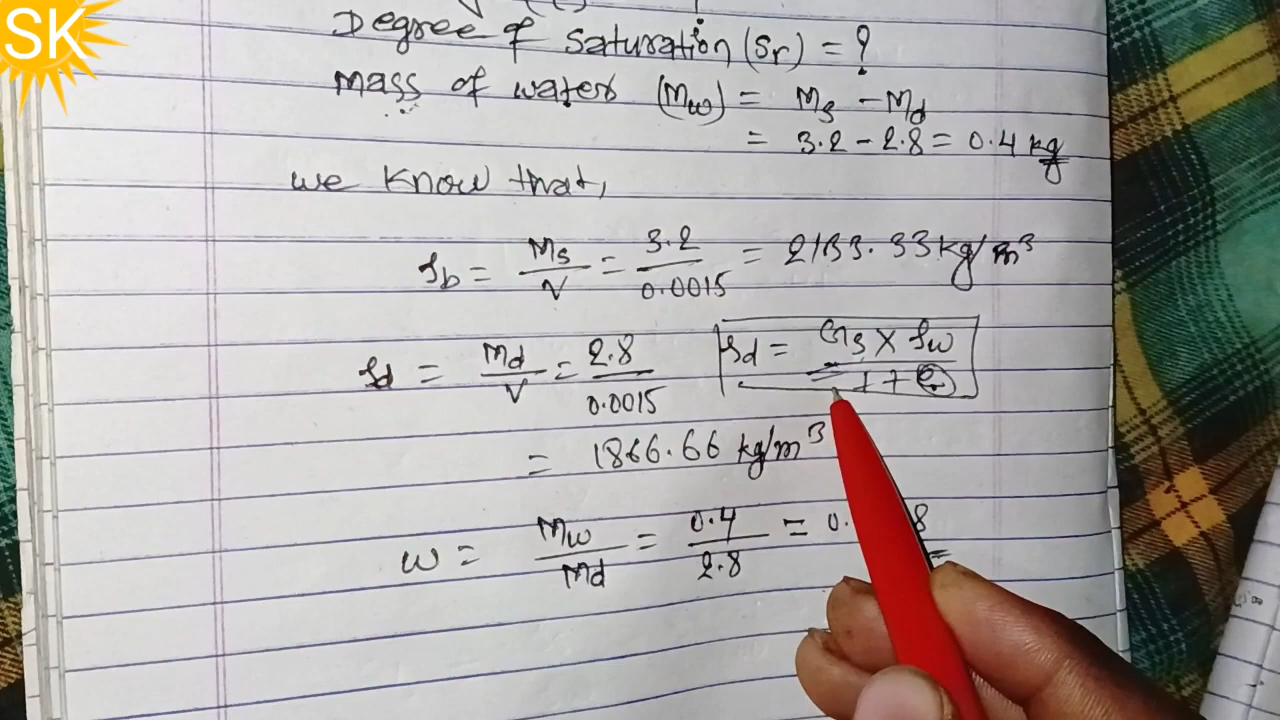 SK
Degree of Saturation (Sr) = ?
Mass of water (Mw) = Ms - Md
= 3.2 - 2.8 = 0.4 kg
we know that,
ρb = Ms/V = 3.2/0.0015 = 2133.33 kg/m³
ρd = Md/V = 2.8/0.0015 ρd = Gs × ρw / 1 + e
= 1866.66 kg/m³
w = Mw/Md = 0.4/2.8 = 0. 8